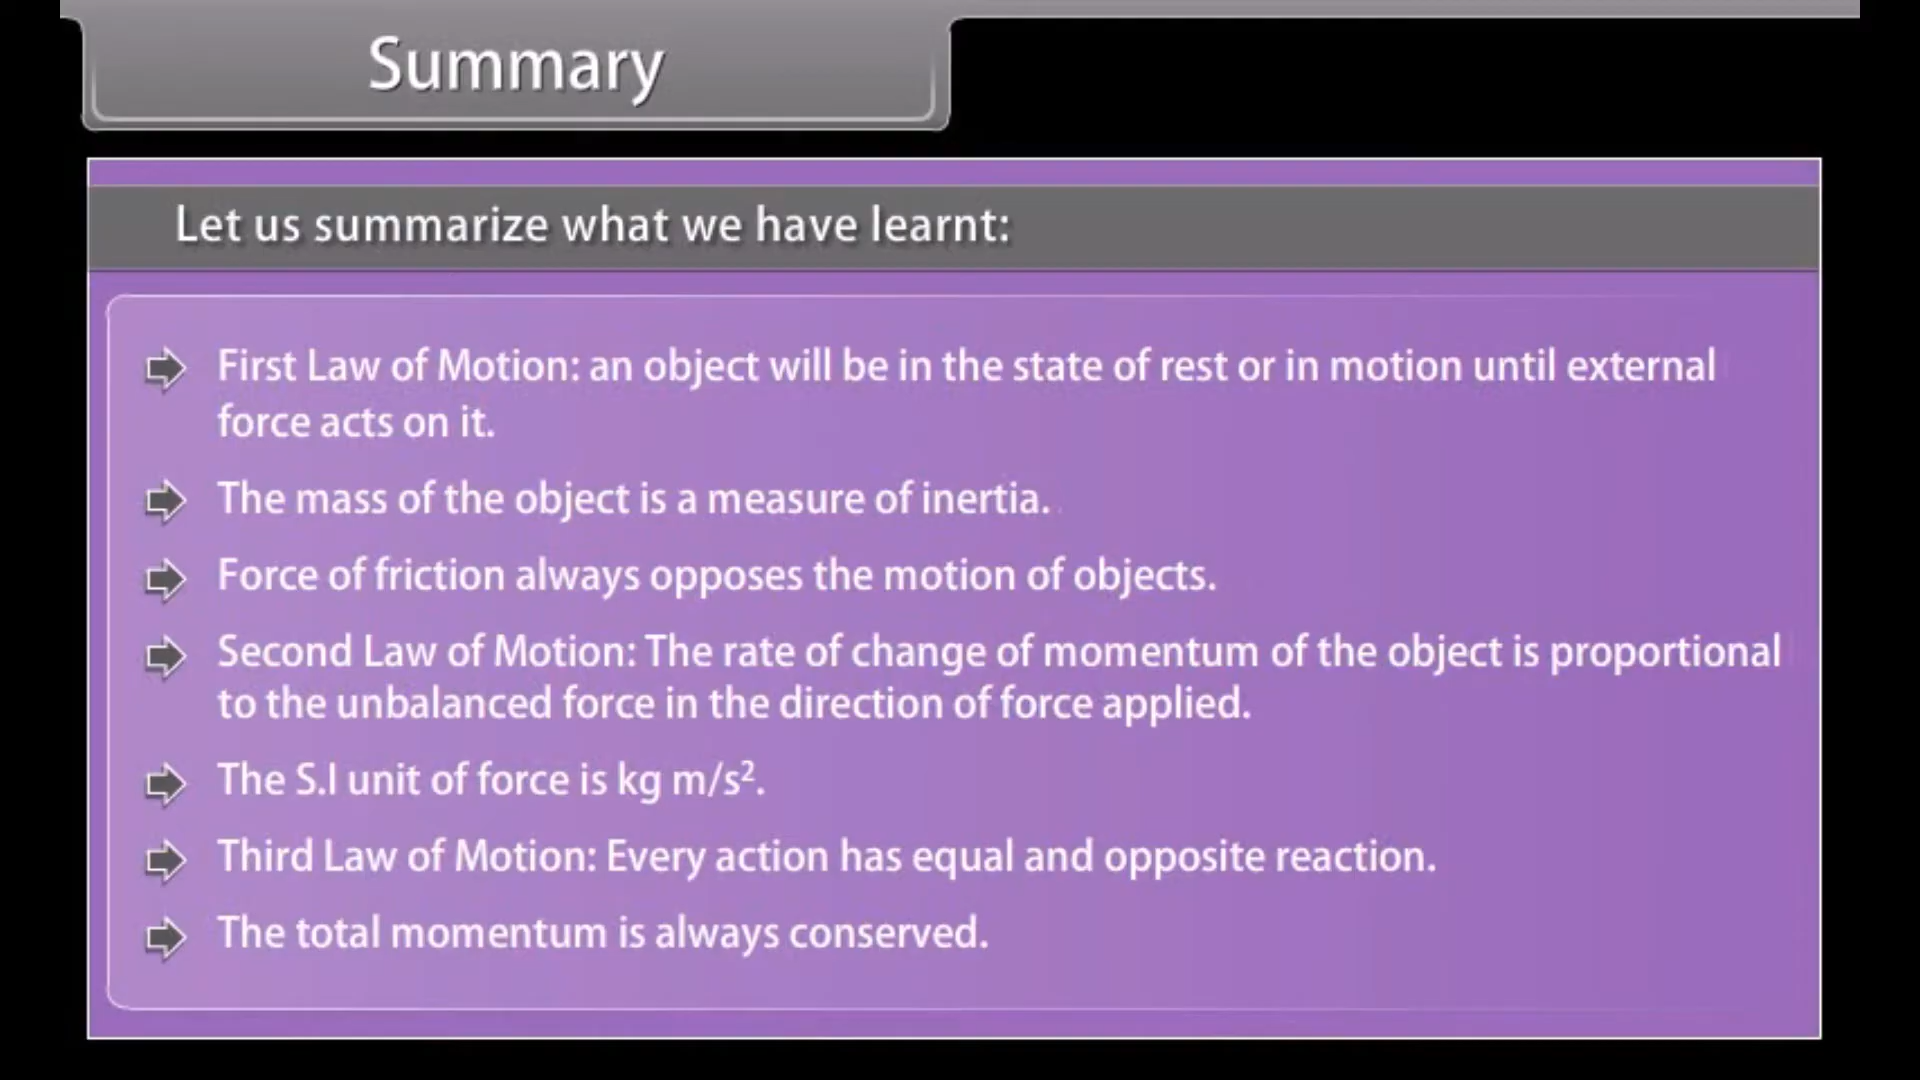 Summary
Let us summarize what we have learnt:
First Law of Motion: an object will be in the state of rest or in motion until external
force acts on it.
The mass of the object is a measure of inertia.
Force of friction always opposes the motion of objects.
Second Law of Motion: The rate of change of momentum of the object is proportional
to the unbalanced force in the direction of force applied.
The S.I unit of force is kg m/s².
Third Law of Motion: Every action has equal and opposite reaction.
The total momentum is always conserved.